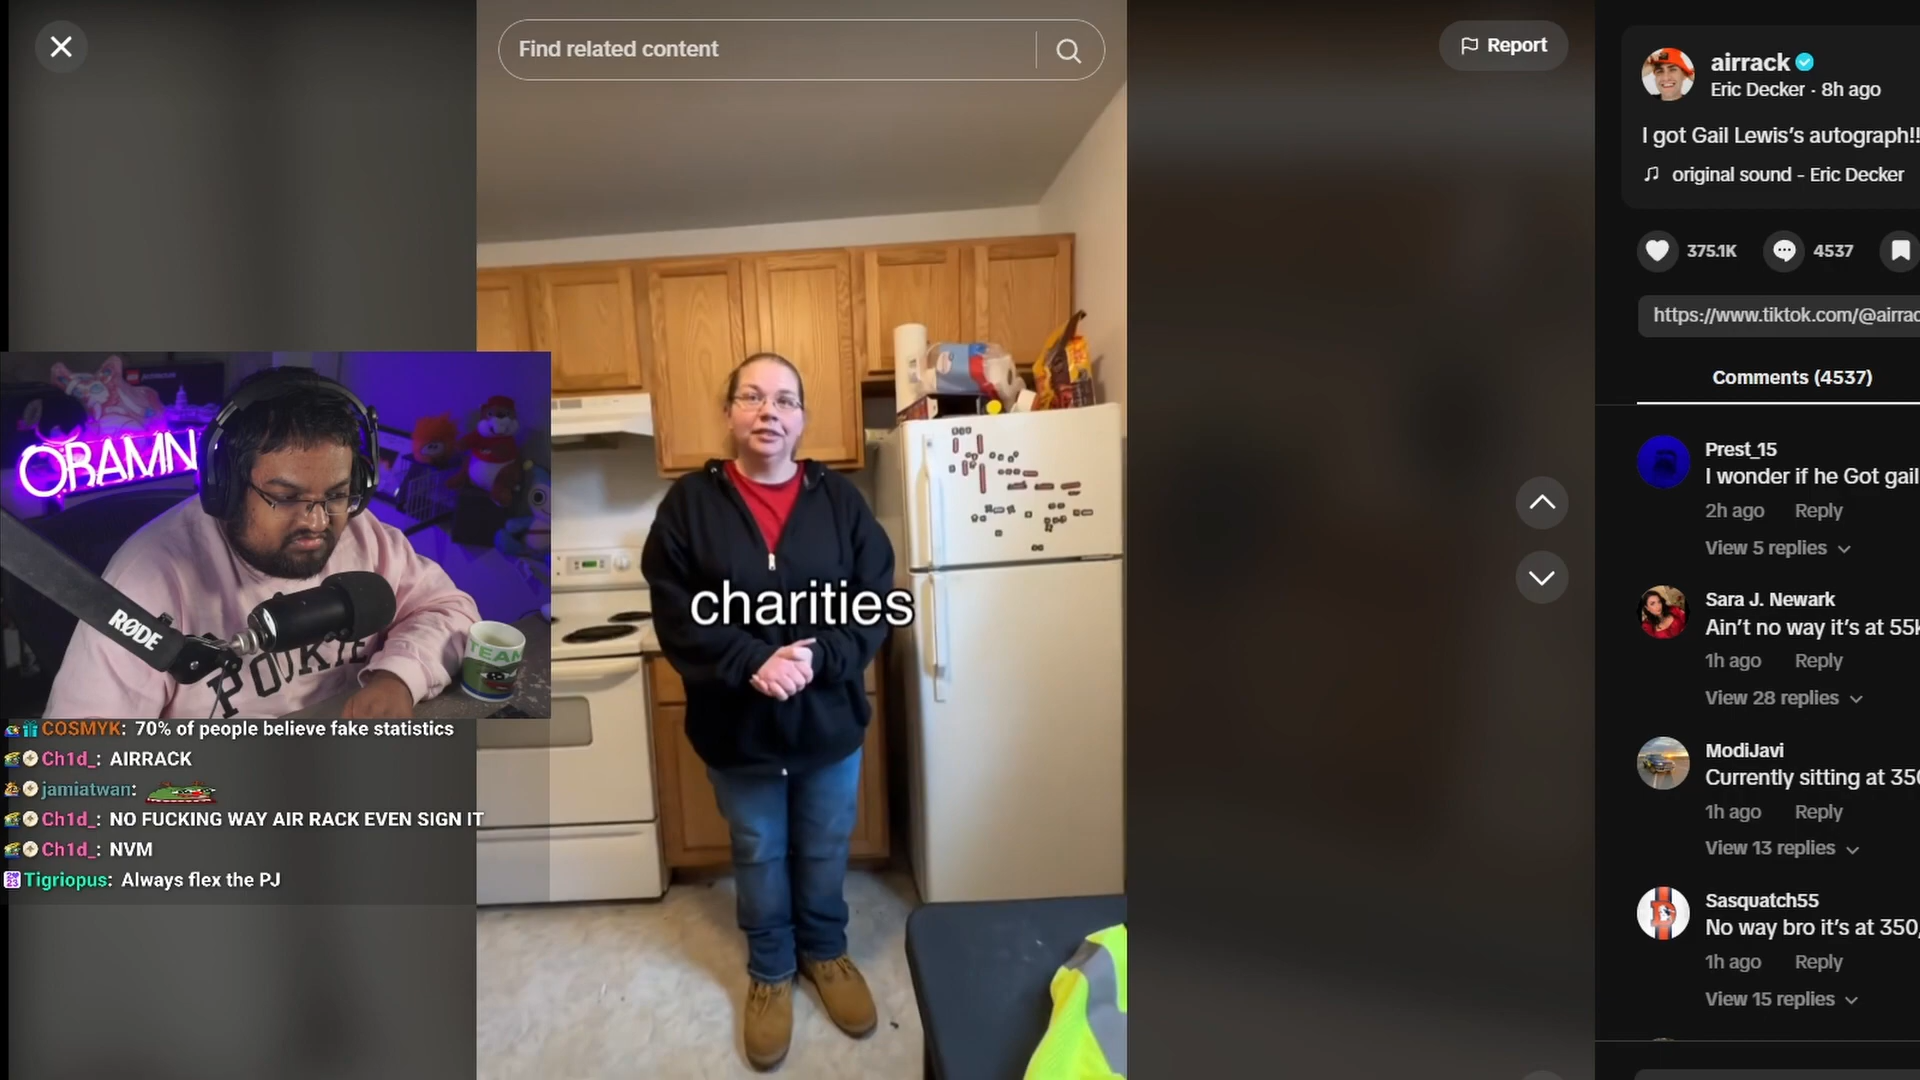 Find related content
Report
airrack
Eric Decker · 8h ago
I got Gail Lewis's autograph!!
original sound - Eric Decker
375.1K
4537
https://www.tiktok.com/@airrac
Comments (4537)
Prest_15
I wonder if he Got gail
2h ago Reply
View 5 replies
Sara J. Newark
Ain't no way it's at 55k
1h ago Reply
View 28 replies
ModiJavi
Currently sitting at 350
1h ago Reply
View 13 replies
Sasquatch55
No way bro it's at 350,
1h ago Reply
View 15 replies
charities
OBAMN
RØDE
POOKIE
TEAM
COSMYK: 70% of people believe fake statistics
Ch1d_: AIRRACK
jamiatwan:
Ch1d_: NO FUCKING WAY AIR RACK EVEN SIGN IT
Ch1d_: NVM
Tigriopus: Always flex the PJ